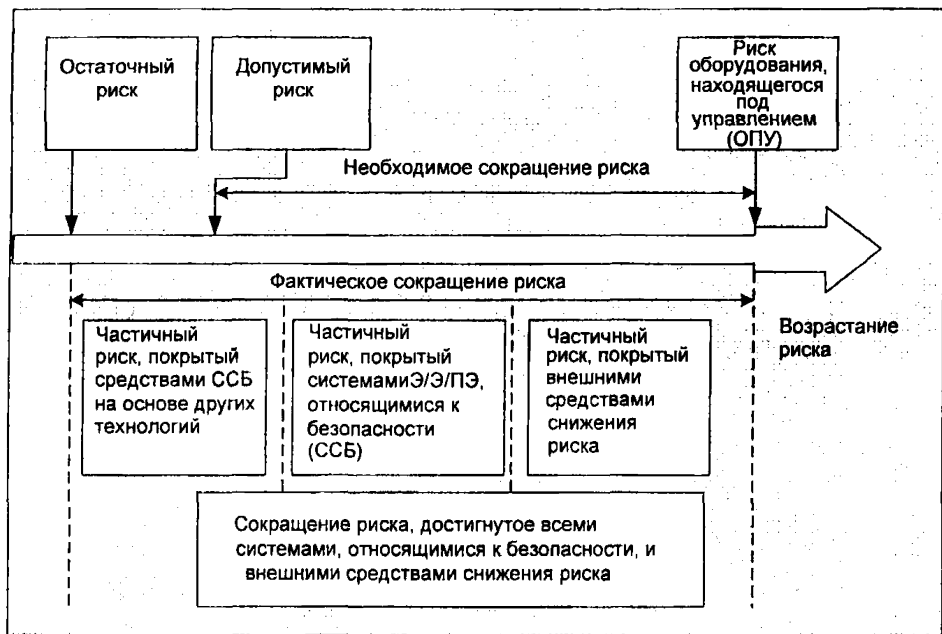 Остаточный
риск
Допустимый
риск
Риск
оборудования,
находящегося
под
управлением
(ОПУ)
Необходимое сокращение риска
Фактическое сокращение риска
Возрастание
риска
Частичный
риск, покрытый
средствами ССБ
на основе других
технологий
Частичный
риск, покрытый
системамиЭ/Э/ПЭ,
относящимися к
безопасности
(ССБ)
Частичный
риск, покрытый
внешними
средствами
снижения
риска
Сокращение риска, достигнутое всеми
системами, относящимися к безопасности, и
внешними средствами снижения риска